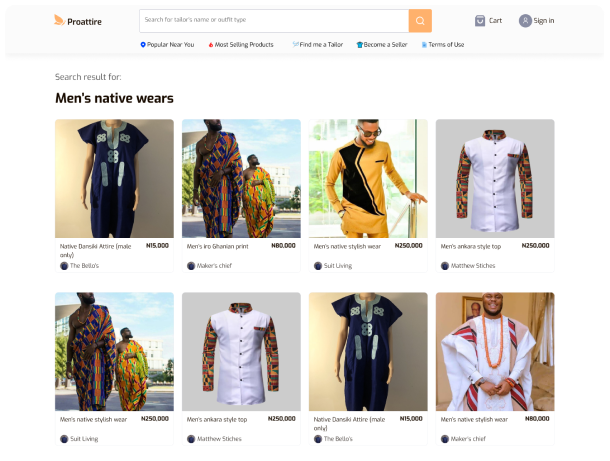 Proattire
Search for tailor's name or outfit type
Cart
Sign in
Popular Near You
Most Selling Products
Find me a Tailor
Become a Seller
Terms of Use
Search result for:
Men's native wears
Native Dansiki Attire (male only)
₦15,000
The Bello's
Men's iro Ghanian print
₦80,000
Maker's chief
Men's native stylish wear
₦250,000
Suit Living
Men's ankara style top
₦250,000
Matthew Stiches
Men's native stylish wear
₦250,000
Suit Living
Men's ankara style top
₦250,000
Matthew Stiches
Native Dansiki Attire (male only)
₦15,000
The Bello's
Men's native stylish wear
₦80,000
Maker's chief